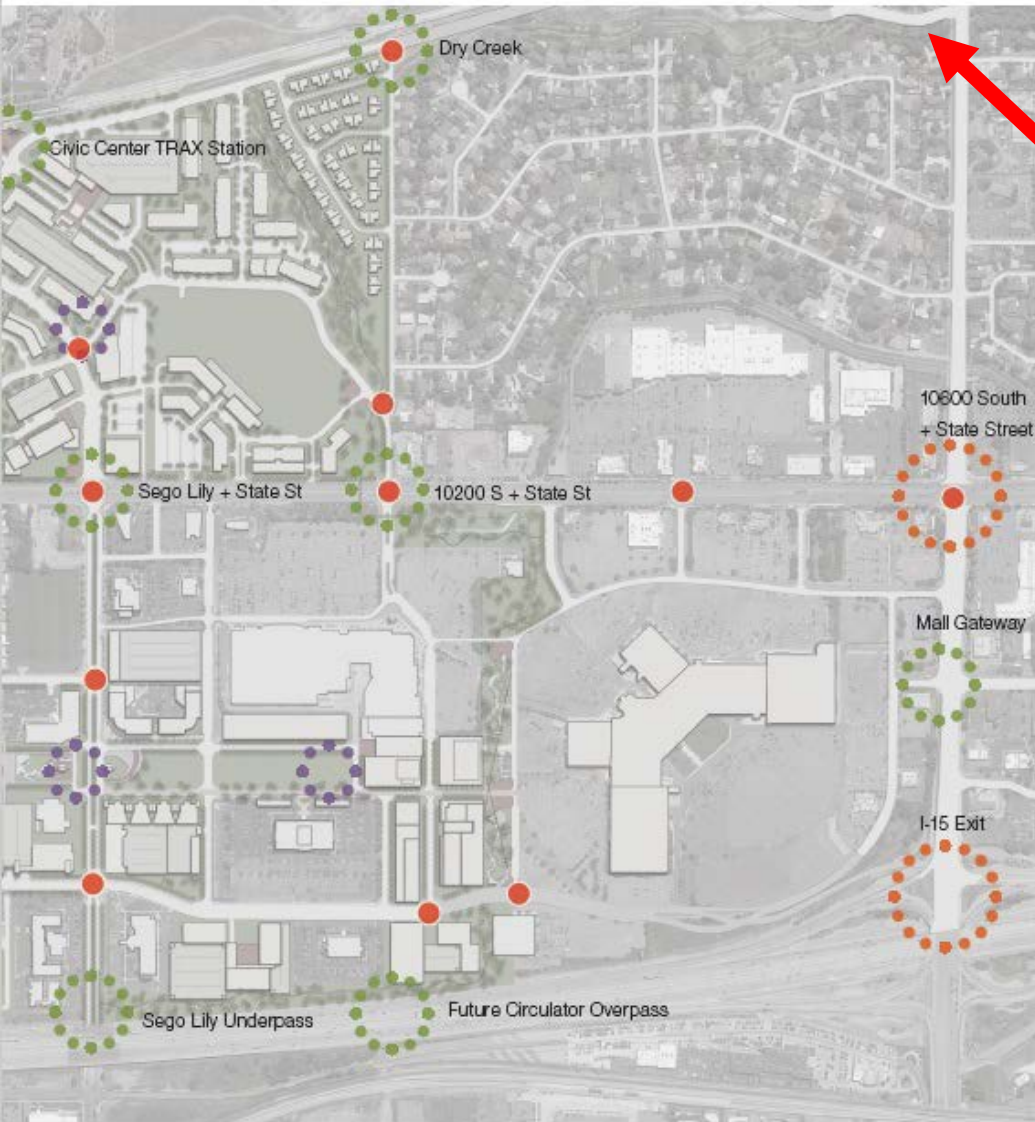 Dry Creek
Civic Center TRAX Station
10600 South
+ State Street
Sego Lily + State St
10200 S + State St
Mall Gateway
I-15 Exit
Sego Lily Underpass
Future Circulator Overpass